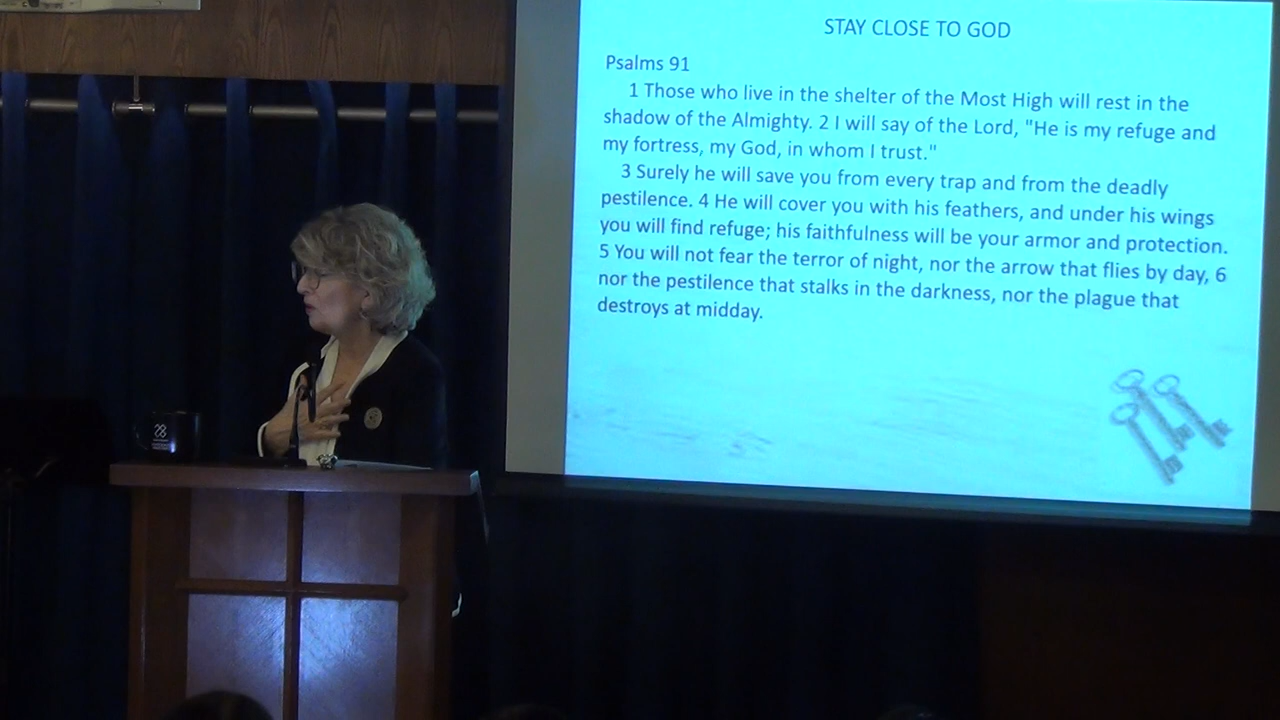 STAY CLOSE TO GOD
Psalms 91
1 Those who live in the shelter of the Most High will rest in the
shadow of the Almighty. 2 I will say of the Lord, "He is my refuge and
my fortress, my God, in whom I trust."
3 Surely he will save you from every trap and from the deadly
pestilence. 4 He will cover you with his feathers, and under his wings
you will find refuge; his faithfulness will be your armor and protection.
5 You will not fear the terror of night, nor the arrow that flies by day, 6
nor the pestilence that stalks in the darkness, nor the plague that
destroys at midday.